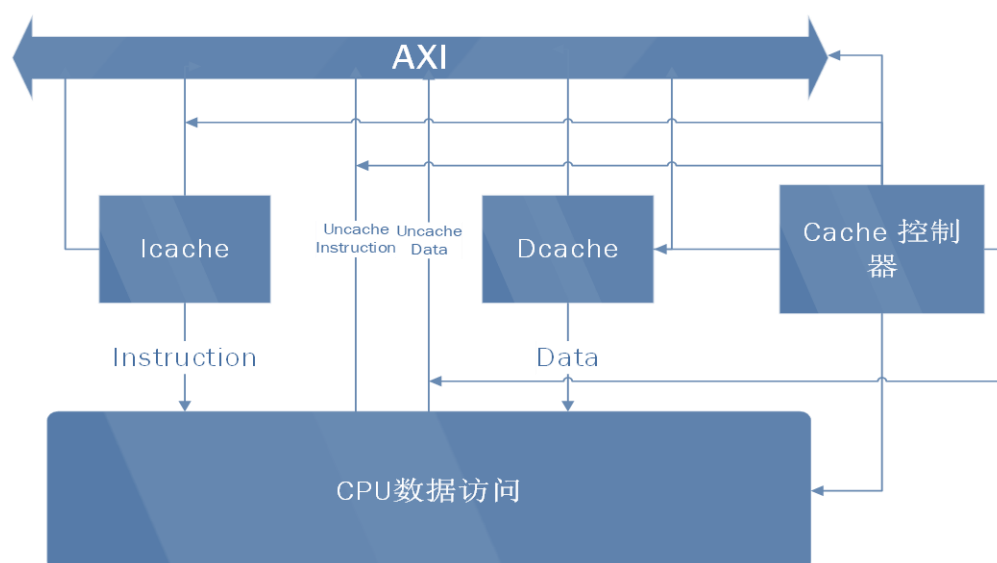 AXI
Uncache
Instruction
Uncache
Data
Icache
Dcache
Cache 控制
器
Instruction
Data
CPU数据访问